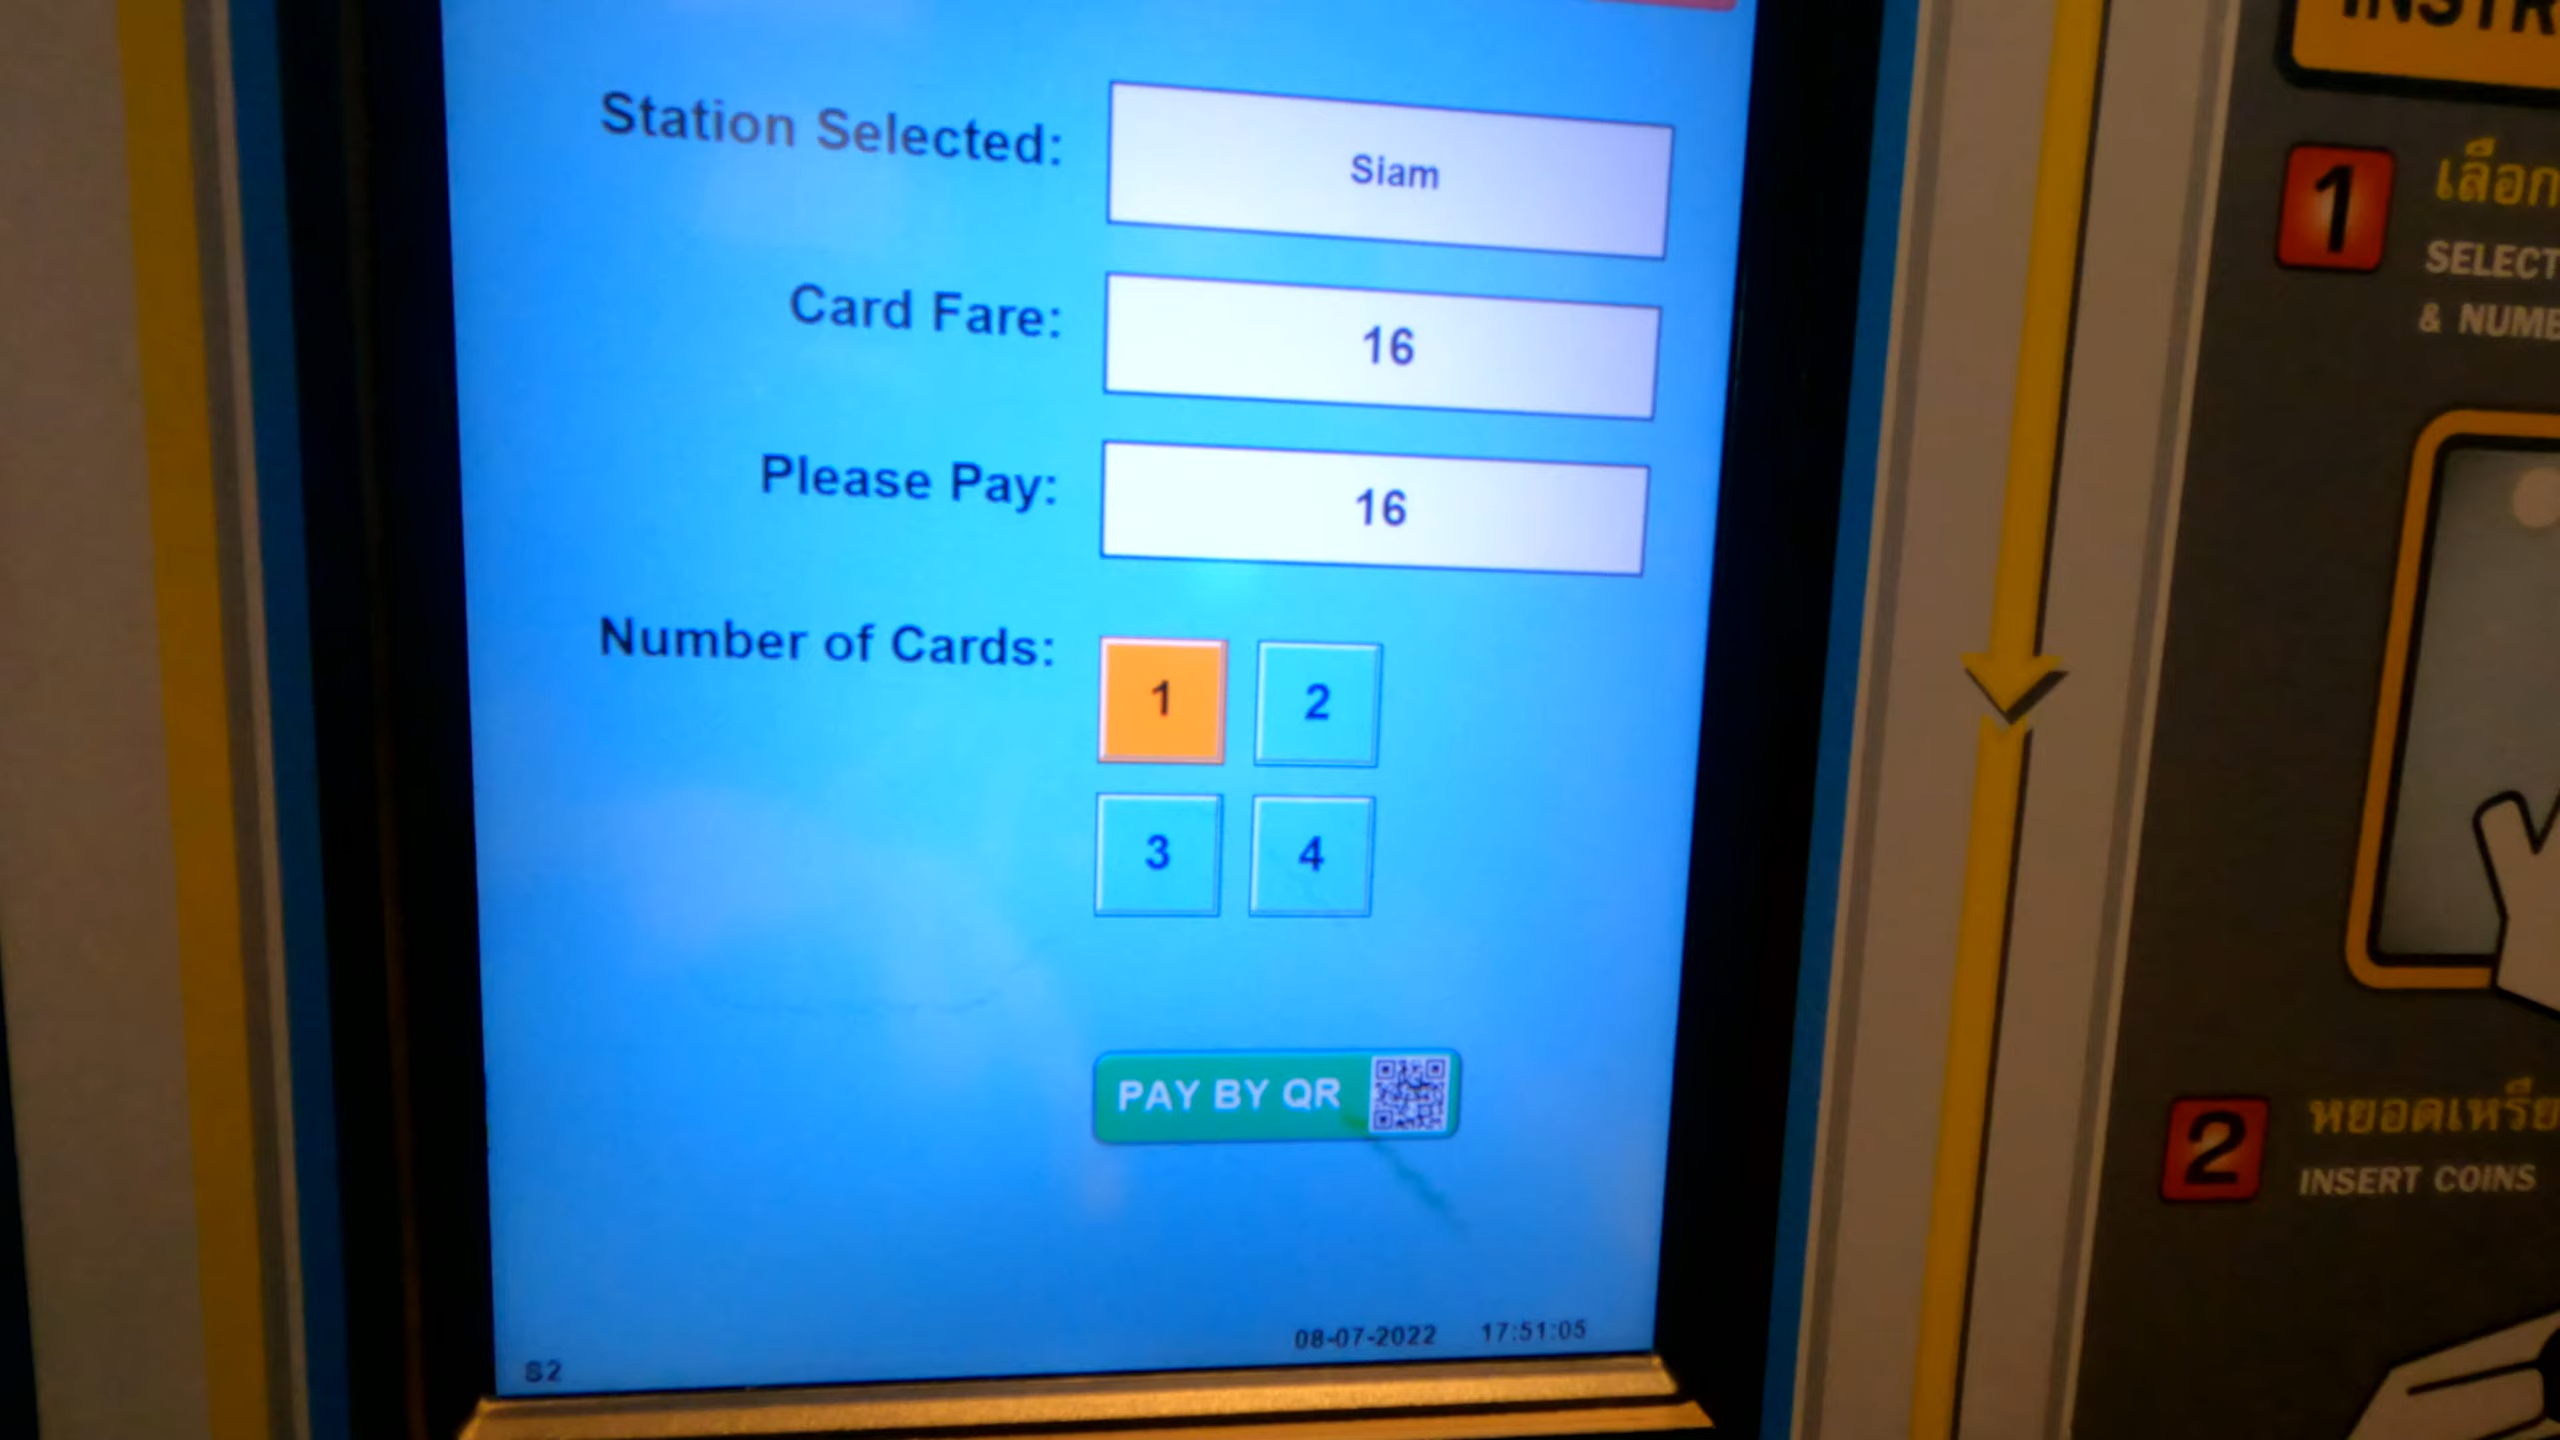 Station Selected: Siam
Card Fare: 16
Please Pay: 16
Number of Cards: 1 2
3 4
PAY BY QR
08-07-2022 17:51:05
S2
1 เลือก
SELECT
&
2
INSERT COINS